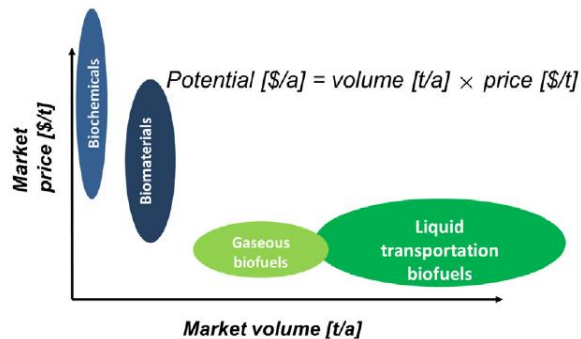 Potential [$/a] = volume [t/a] × price [$/t]
Market
price [$/t]
Biochemicals
Biomaterials
Gaseous
biofuels
Liquid
transportation
biofuels
Market volume [t/a]